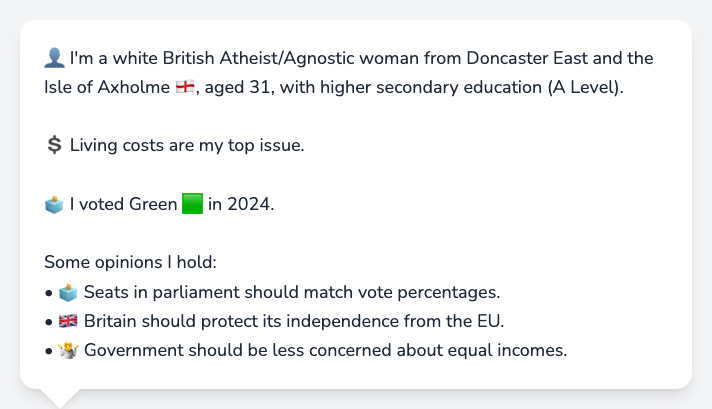 👤 I'm a white British Atheist/Agnostic woman from Doncaster East and the
Isle of Axholme 🏴󠁧󠁢󠁥󠁮󠁧󠁿, aged 31, with higher secondary education (A Level).
💲 Living costs are my top issue.
🗳️ I voted Green 🟩 in 2024.
Some opinions I hold:
• 🗳️ Seats in parliament should match vote percentages.
• 🇬🇧 Britain should protect its independence from the EU.
• 🤷 Government should be less concerned about equal incomes.